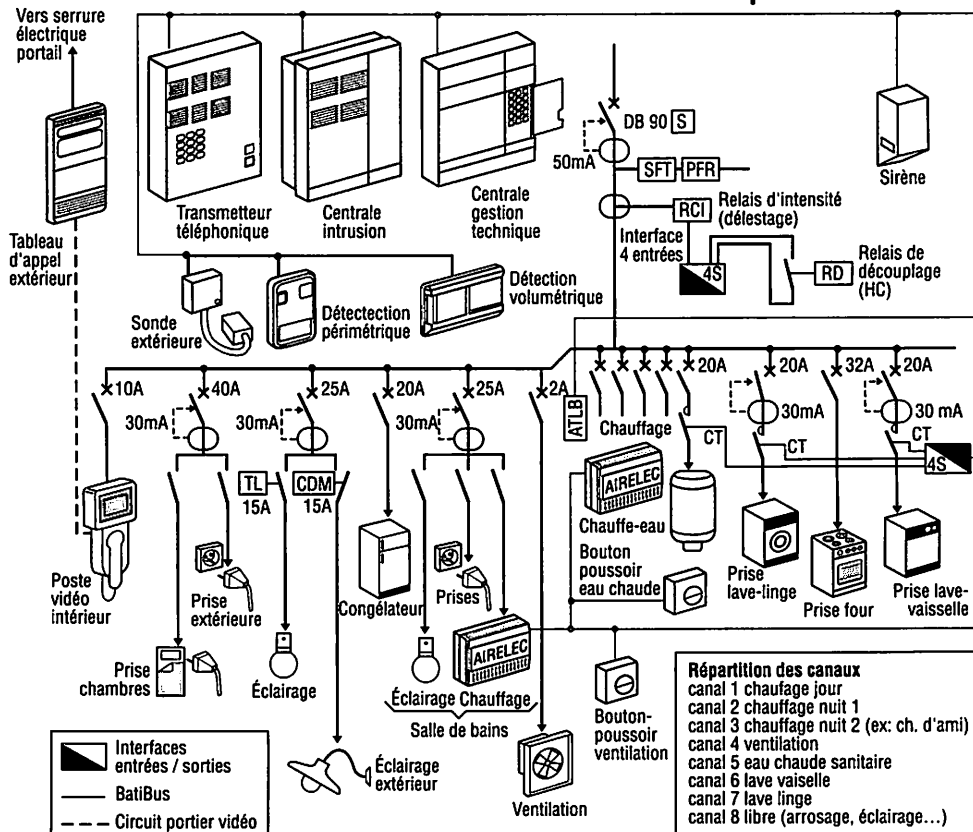 Vers serrure
électrique
portail
Tableau
d'appel
extérieur
Transmetteur
téléphonique
Centrale
intrusion
Centrale
gestion
technique
DB 90 S
50mA
SFT PFR
Sirène
RCI
Relais d'intensité
(délestage)
Interface
4 entrées
4S
RD
Relais de
découplage
(HC)
Sonde
extérieure
Détectection
périmétrique
Détection
volumétrique
10A
40A
25A
20A
25A
2A
20A
20A
32A
20A
30mA
30mA
30mA
30mA
30 mA
ATLB
Chauffage
CT
CT
CT
4S
TL
15A
CDM
15A
AIRELEC
Chauffe-eau
Bouton
poussoir
eau chaude
Poste
vidéo
intérieur
Prise
extérieure
Congélateur
Prises
Prise
lave-linge
Prise four
Prise lave-
vaisselle
Prise
chambres
Éclairage
AIRELEC
Éclairage Chauffage
Salle de bains
Bouton-
poussoir
ventilation
Éclairage
extérieur
Ventilation
Interfaces
entrées / sorties
BatiBus
Circuit portier vidéo
Répartition des canaux
canal 1 chaufage jour
canal 2 chauffage nuit 1
canal 3 chauffage nuit 2 (ex: ch. d'ami)
canal 4 ventilation
canal 5 eau chaude sanitaire
canal 6 lave vaiselle
canal 7 lave linge
canal 8 libre (arrosage, éclairage...)